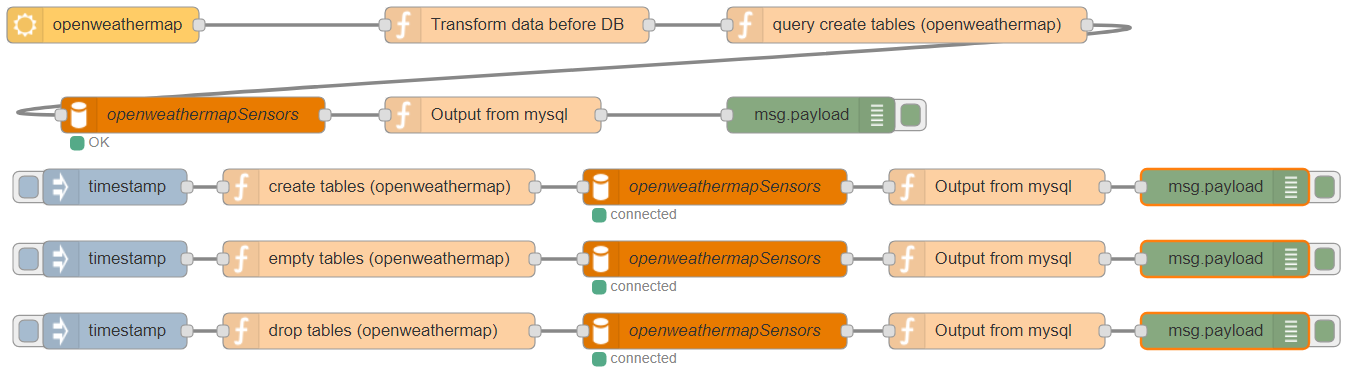 openweathermap Transform data before DB query create tables (openweathermap)
openweathermapSensors Output from mysql msg.payload
OK
timestamp create tables (openweathermap) openweathermapSensors Output from mysql msg.payload
connected
timestamp empty tables (openweathermap) openweathermapSensors Output from mysql msg.payload
connected
timestamp drop tables (openweathermap) openweathermapSensors Output from mysql msg.payload
connected